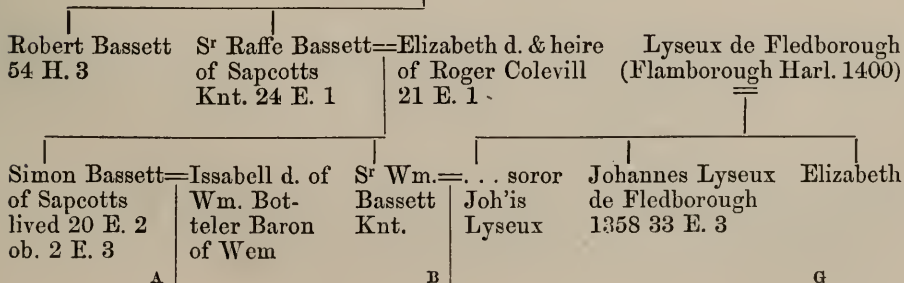 Robert Bassett
54 H. 3
Sʳ Raffe Bassett=Elizabeth d. & heire
of Sapcotts
Knt. 24 E. 1
of Roger Colevill
21 E. 1
Lyseux de Fledborough
(Flamborough Harl. 1400)
Simon Bassett=Issabell d. of
of Sapcotts
lived 20 E. 2
ob. 2 E. 3
Wm. Bot-
teler Baron
of Wem
Sʳ Wm.=. . . soror
Bassett
Knt.
Joh'is
Lyseux
Johannes Lyseux
de Fledborough
1358 33 E. 3
Elizabeth
A
B
G